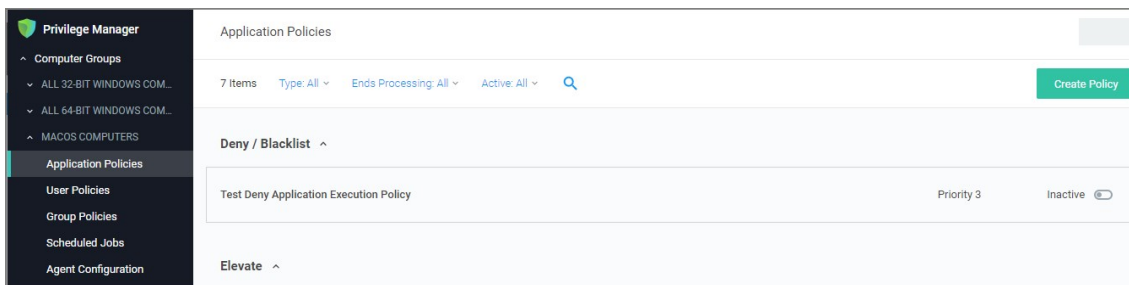 Privilege Manager
Computer Groups
ALL 32-BIT WINDOWS COM...
ALL 64-BIT WINDOWS COM...
MACOS COMPUTERS
Application Policies
User Policies
Group Policies
Scheduled Jobs
Agent Configuration
Application Policies
7 Items Type: All Ends Processing: All Active: All
Create Policy
Deny / Blacklist
Test Deny Application Execution Policy Priority 3 Inactive
Elevate